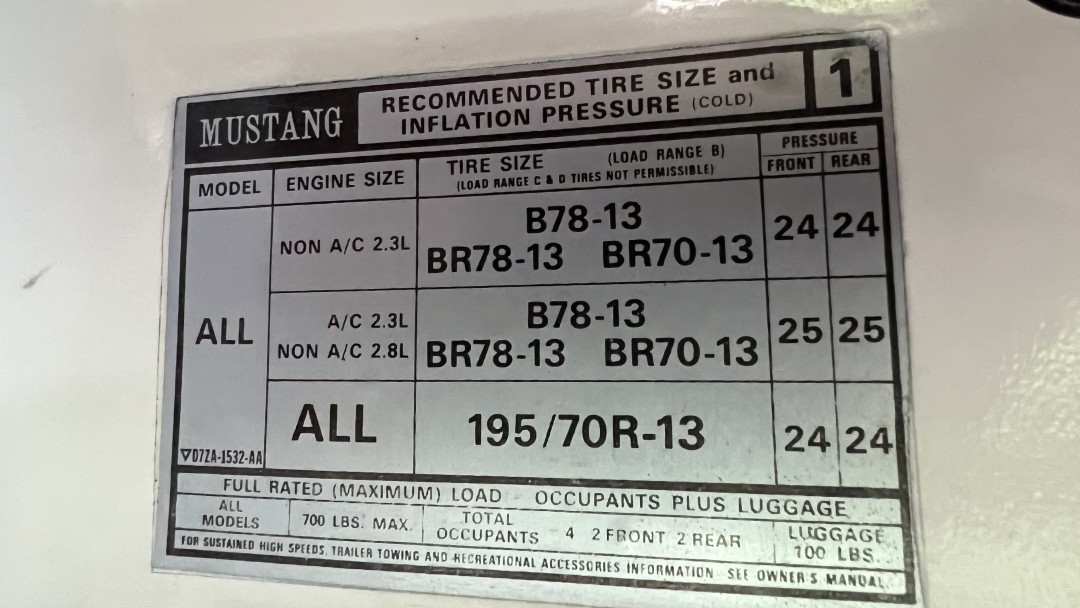 MUSTANG
RECOMMENDED TIRE SIZE and
INFLATION PRESSURE (COLD)
1
MODEL
ENGINE SIZE
TIRE SIZE (LOAD RANGE B)
(LOAD RANGE C & D TIRES NOT PERMISSIBLE)
PRESSURE
FRONT REAR
ALL
NON A/C 2.3L
B78-13
BR78-13 BR70-13
24 24
A/C 2.3L
NON A/C 2.8L
B78-13
BR78-13 BR70-13
25 25
ALL
195/70R-13
24 24
▽D7ZA-1532-AA
FULL RATED (MAXIMUM) LOAD - OCCUPANTS PLUS LUGGAGE
ALL
MODELS
700 LBS. MAX.
TOTAL
OCCUPANTS 4 2 FRONT 2 REAR
LUGGAGE
100 LBS.
FOR SUSTAINED HIGH SPEEDS, TRAILER TOWING AND RECREATIONAL ACCESSORIES INFORMATION SEE OWNER'S MANUAL.